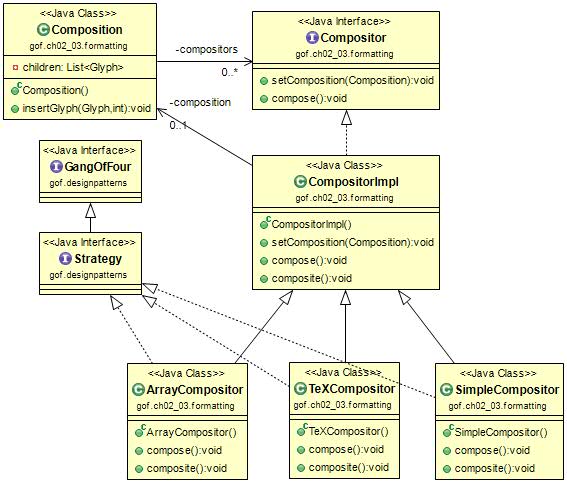 <<Java Class>>
Composition
gof.ch02_03.formatting
children: List<Glyph>
Composition()
insertGlyph(Glyph,int):void
-compositors
0..*
<<Java Interface>>
Compositor
gof.ch02_03.formatting
setComposition(Composition):void
compose():void
-composition
0..1
<<Java Interface>>
GangOfFour
gof.designpatterns
<<Java Class>>
CompositorImpl
gof.ch02_03.formatting
CompositorImpl()
setComposition(Composition):void
compose():void
composite():void
<<Java Interface>>
Strategy
gof.designpatterns
<<Java Class>>
ArrayCompositor
gof.ch02_03.formatting
ArrayCompositor()
compose():void
composite():void
<<Java Class>>
TeXCompositor
gof.ch02_03.formatting
TeXCompositor()
compose():void
composite():void
<<Java Class>>
SimpleCompositor
gof.ch02_03.formatting
SimpleCompositor()
compose():void
composite():void